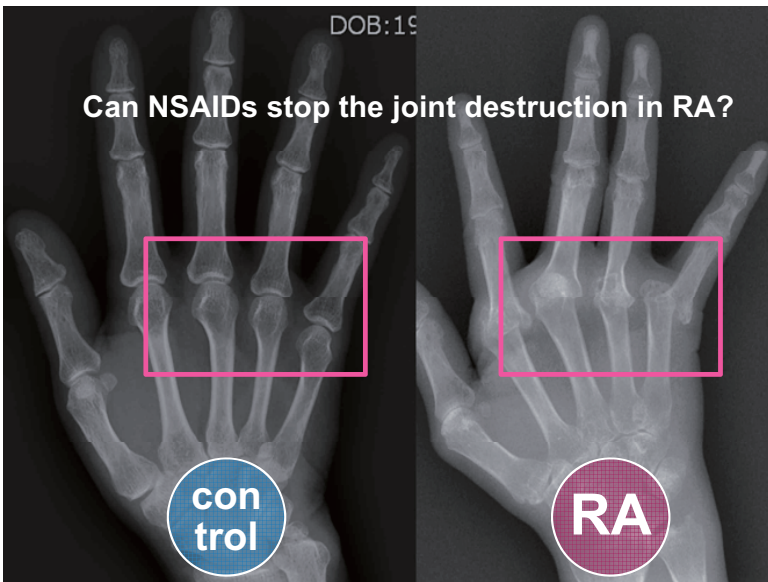 DOB:19
Can NSAIDs stop the joint destruction in RA?
con
trol
RA